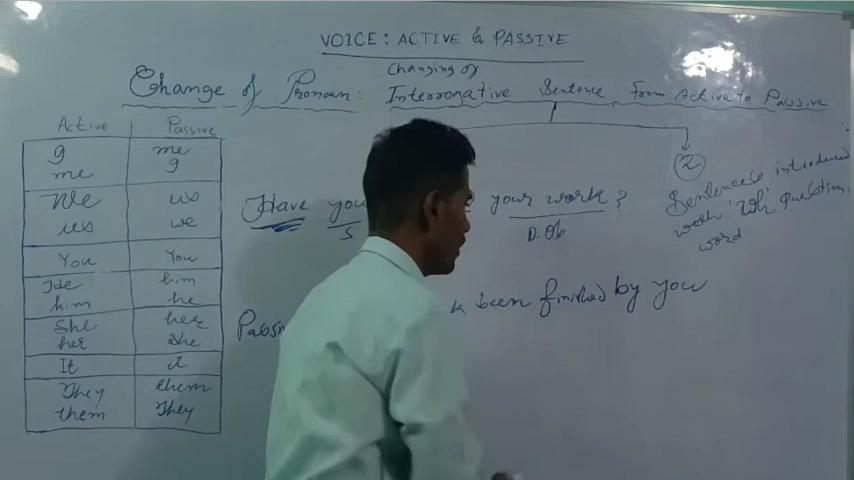 VOICE: ACTIVE & PASSIVE
Change of Pronoun:
Changing of
Interrogative Sentence from Active to Passive
Active Passive
I me
me I
We us
us we
You You
He him
him he
She her
her she
It it
They them
them They
Have you your work?
S D.Ob
been finished by you
2
Sentences introduced
with 'Wh' Question,
word